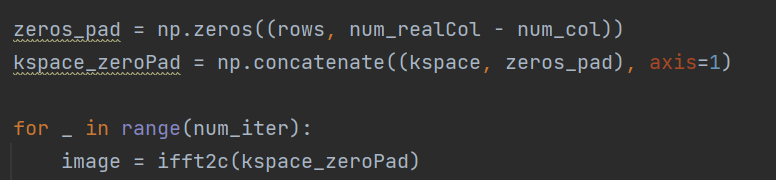 zeros_pad = np.zeros((rows, num_realCol - num_col))
kspace_zeroPad = np.concatenate((kspace, zeros_pad), axis=1)
for _ in range(num_iter):
image = ifft2c(kspace_zeroPad)